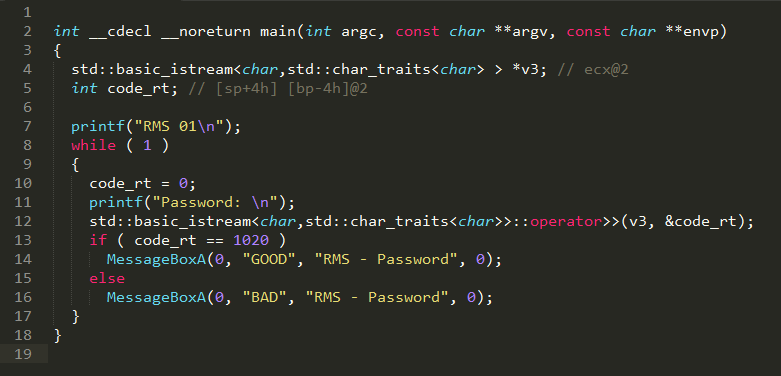 1
2 int __cdecl __noreturn main(int argc, const char **argv, const char **envp)
3 {
4   std::basic_istream<char,std::char_traits<char> > *v3; // ecx@2
5   int code_rt; // [sp+4h] [bp-4h]@2
6
7   printf("RMS 01\n");
8   while ( 1 )
9   {
10     code_rt = 0;
11     printf("Password: \n");
12     std::basic_istream<char,std::char_traits<char>>::operator>>(v3, &code_rt);
13     if ( code_rt == 1020 )
14       MessageBoxA(0, "GOOD", "RMS - Password", 0);
15     else
16       MessageBoxA(0, "BAD", "RMS - Password", 0);
17   }
18 }
19